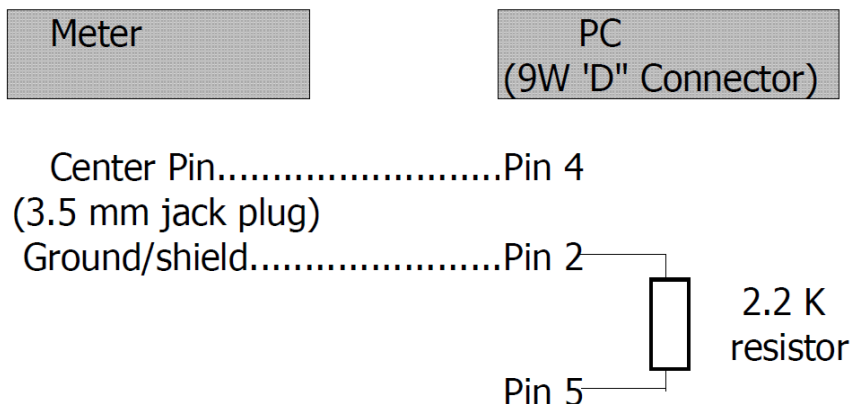 Meter
PC
(9W 'D" Connector)
Center Pin..........................Pin 4
(3.5 mm jack plug)
Ground/shield.......................Pin 2
2.2 K
resistor
Pin 5